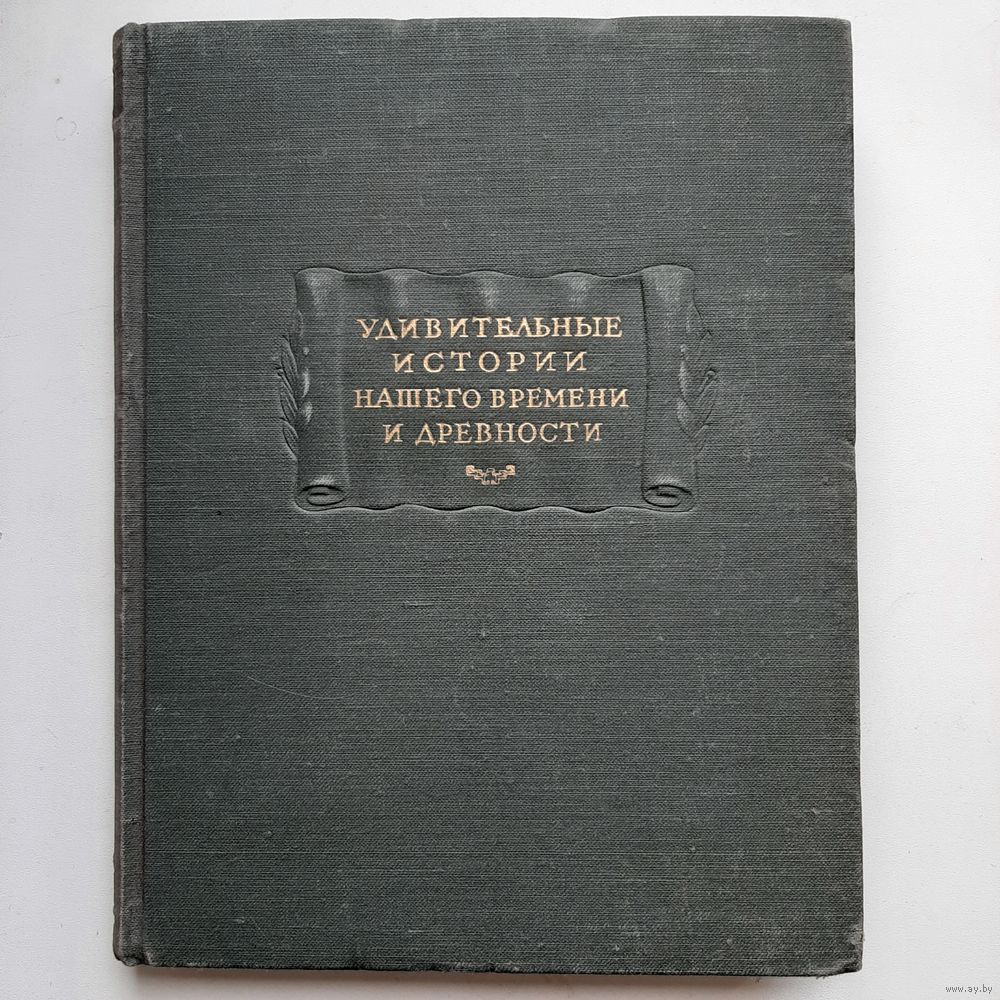 УДИВИТЕЛЬНЫЕ
ИСТОРИИ
НАШЕГО ВРЕМЕНИ
И ДРЕВНОСТИ
www.ay.by